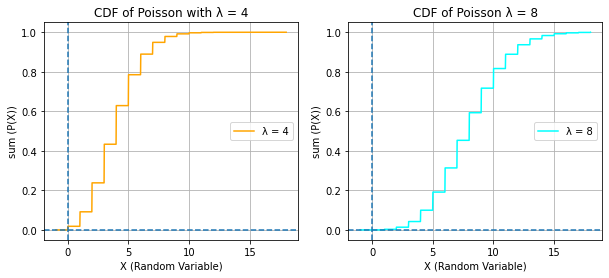 CDF of Poisson with λ = 4
sum (P(X))
1.0
0.8
0.6
0.4
0.2
0.0
λ = 4
0 5 10 15
X (Random Variable)
CDF of Poisson λ = 8
sum (P(X))
1.0
0.8
0.6
0.4
0.2
0.0
λ = 8
0 5 10 15
X (Random Variable)